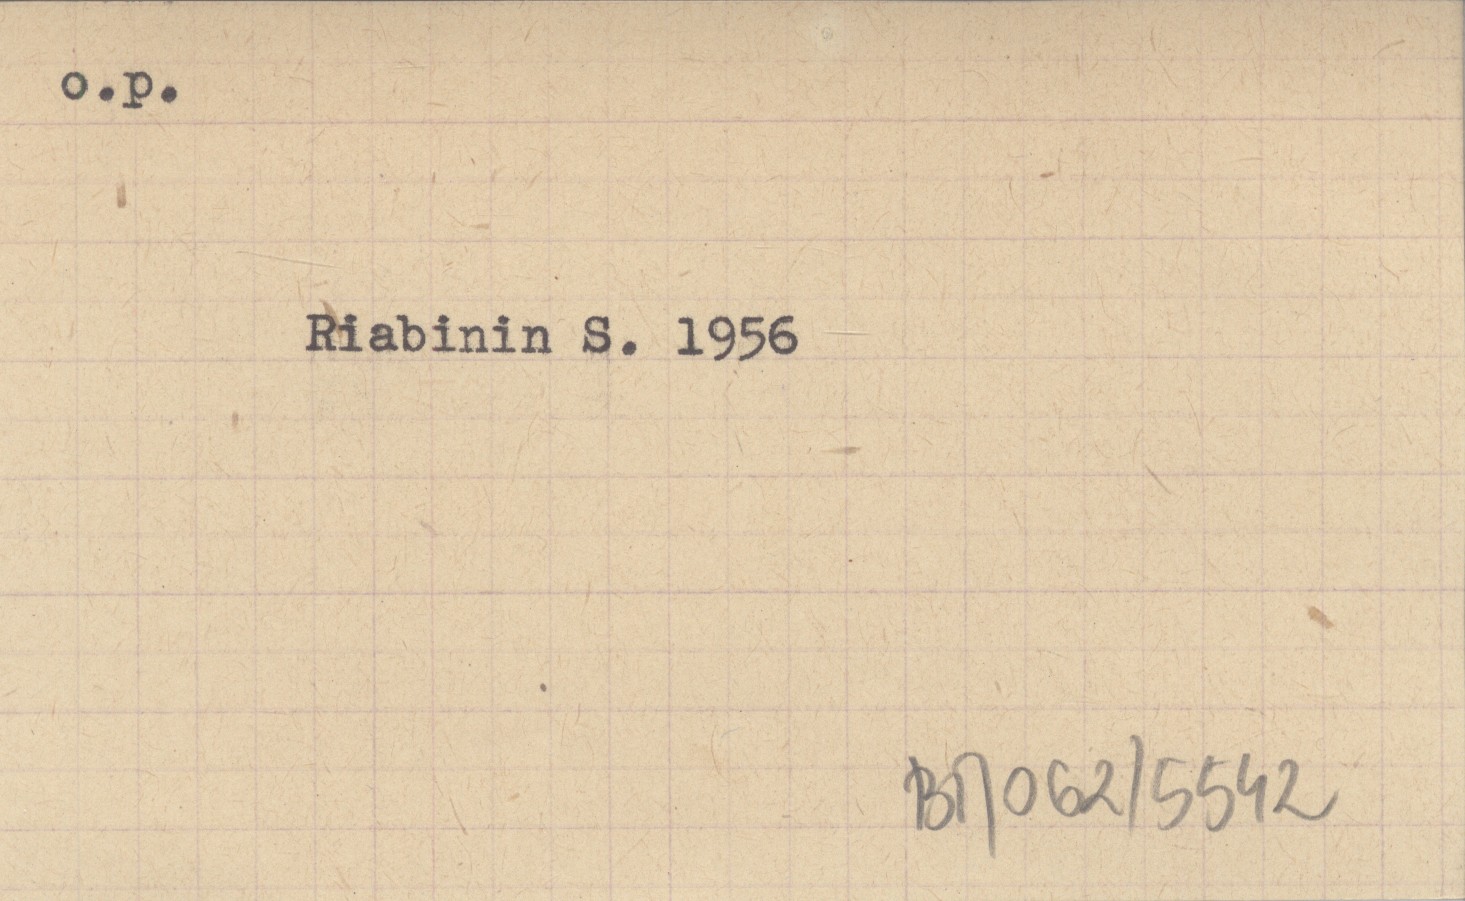 o.p.
Riabinin S. 1956
BП062/5542